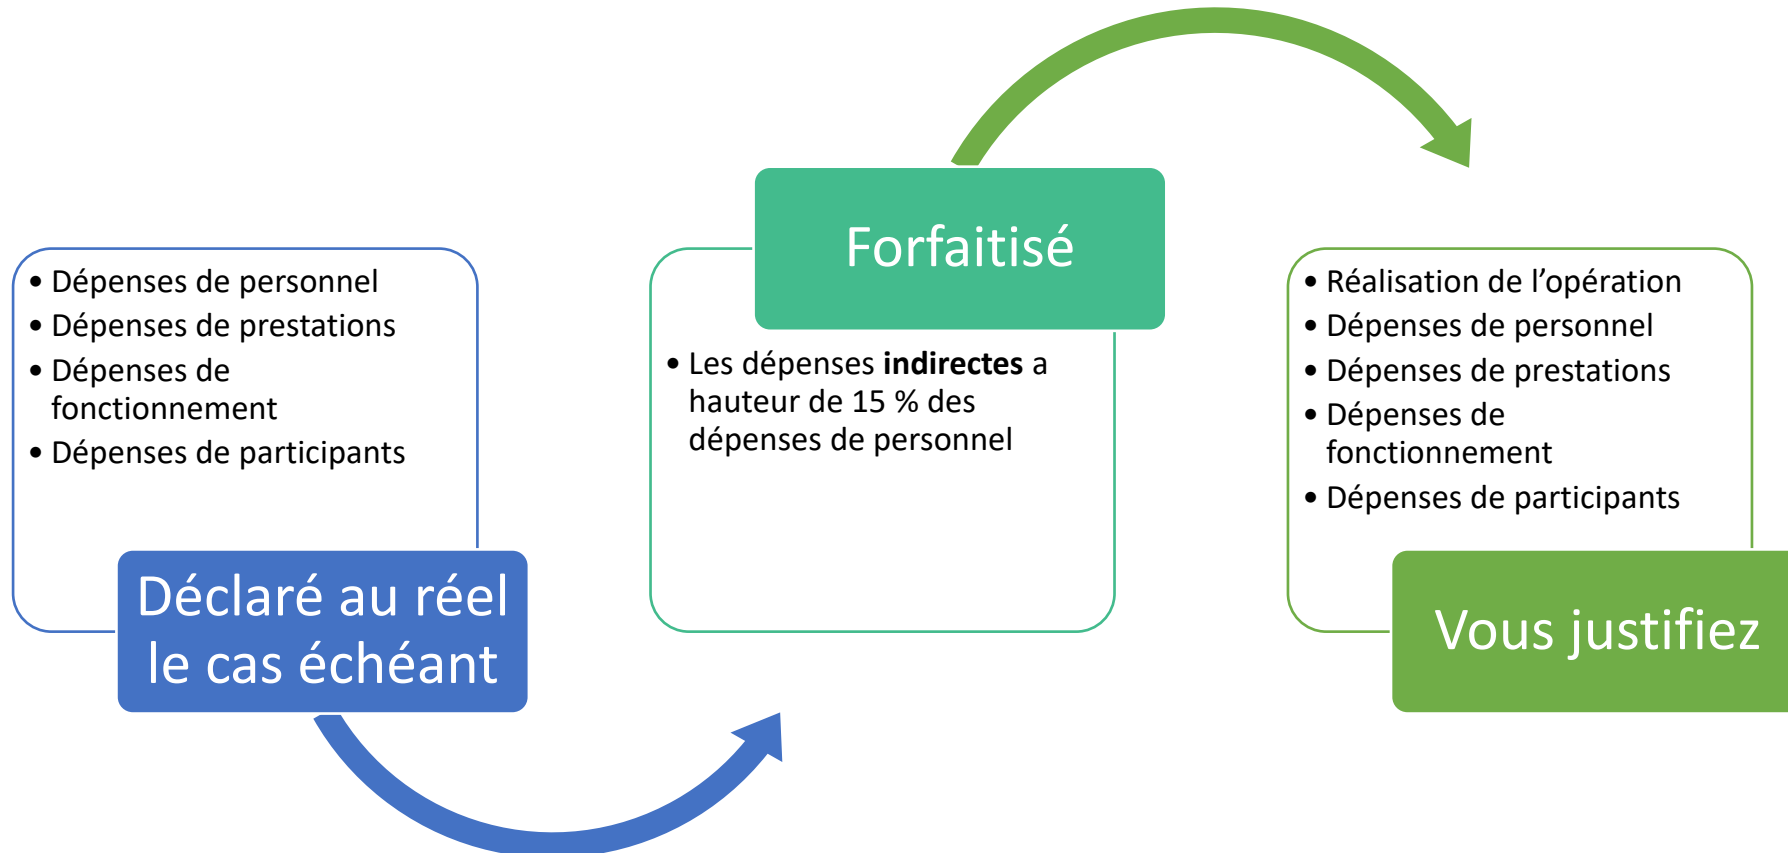 • Dépenses de personnel
• Dépenses de prestations
• Dépenses de
fonctionnement
• Dépenses de participants
Déclaré au réel
le cas échéant
Forfaitisé
• Les dépenses indirectes a
hauteur de 15 % des
dépenses de personnel
• Réalisation de l’opération
• Dépenses de personnel
• Dépenses de prestations
• Dépenses de
fonctionnement
• Dépenses de participants
Vous justifiez